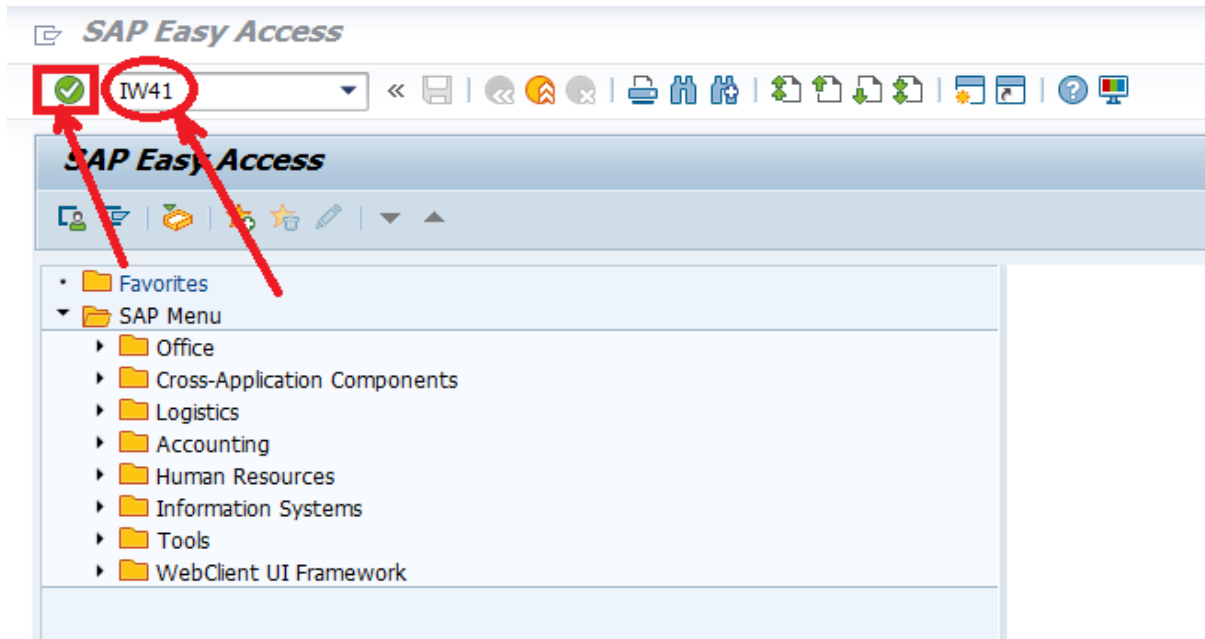 SAP Easy Access
IW41
SAP Easy Access
Favorites
SAP Menu
Office
Cross-Application Components
Logistics
Accounting
Human Resources
Information Systems
Tools
WebClient UI Framework